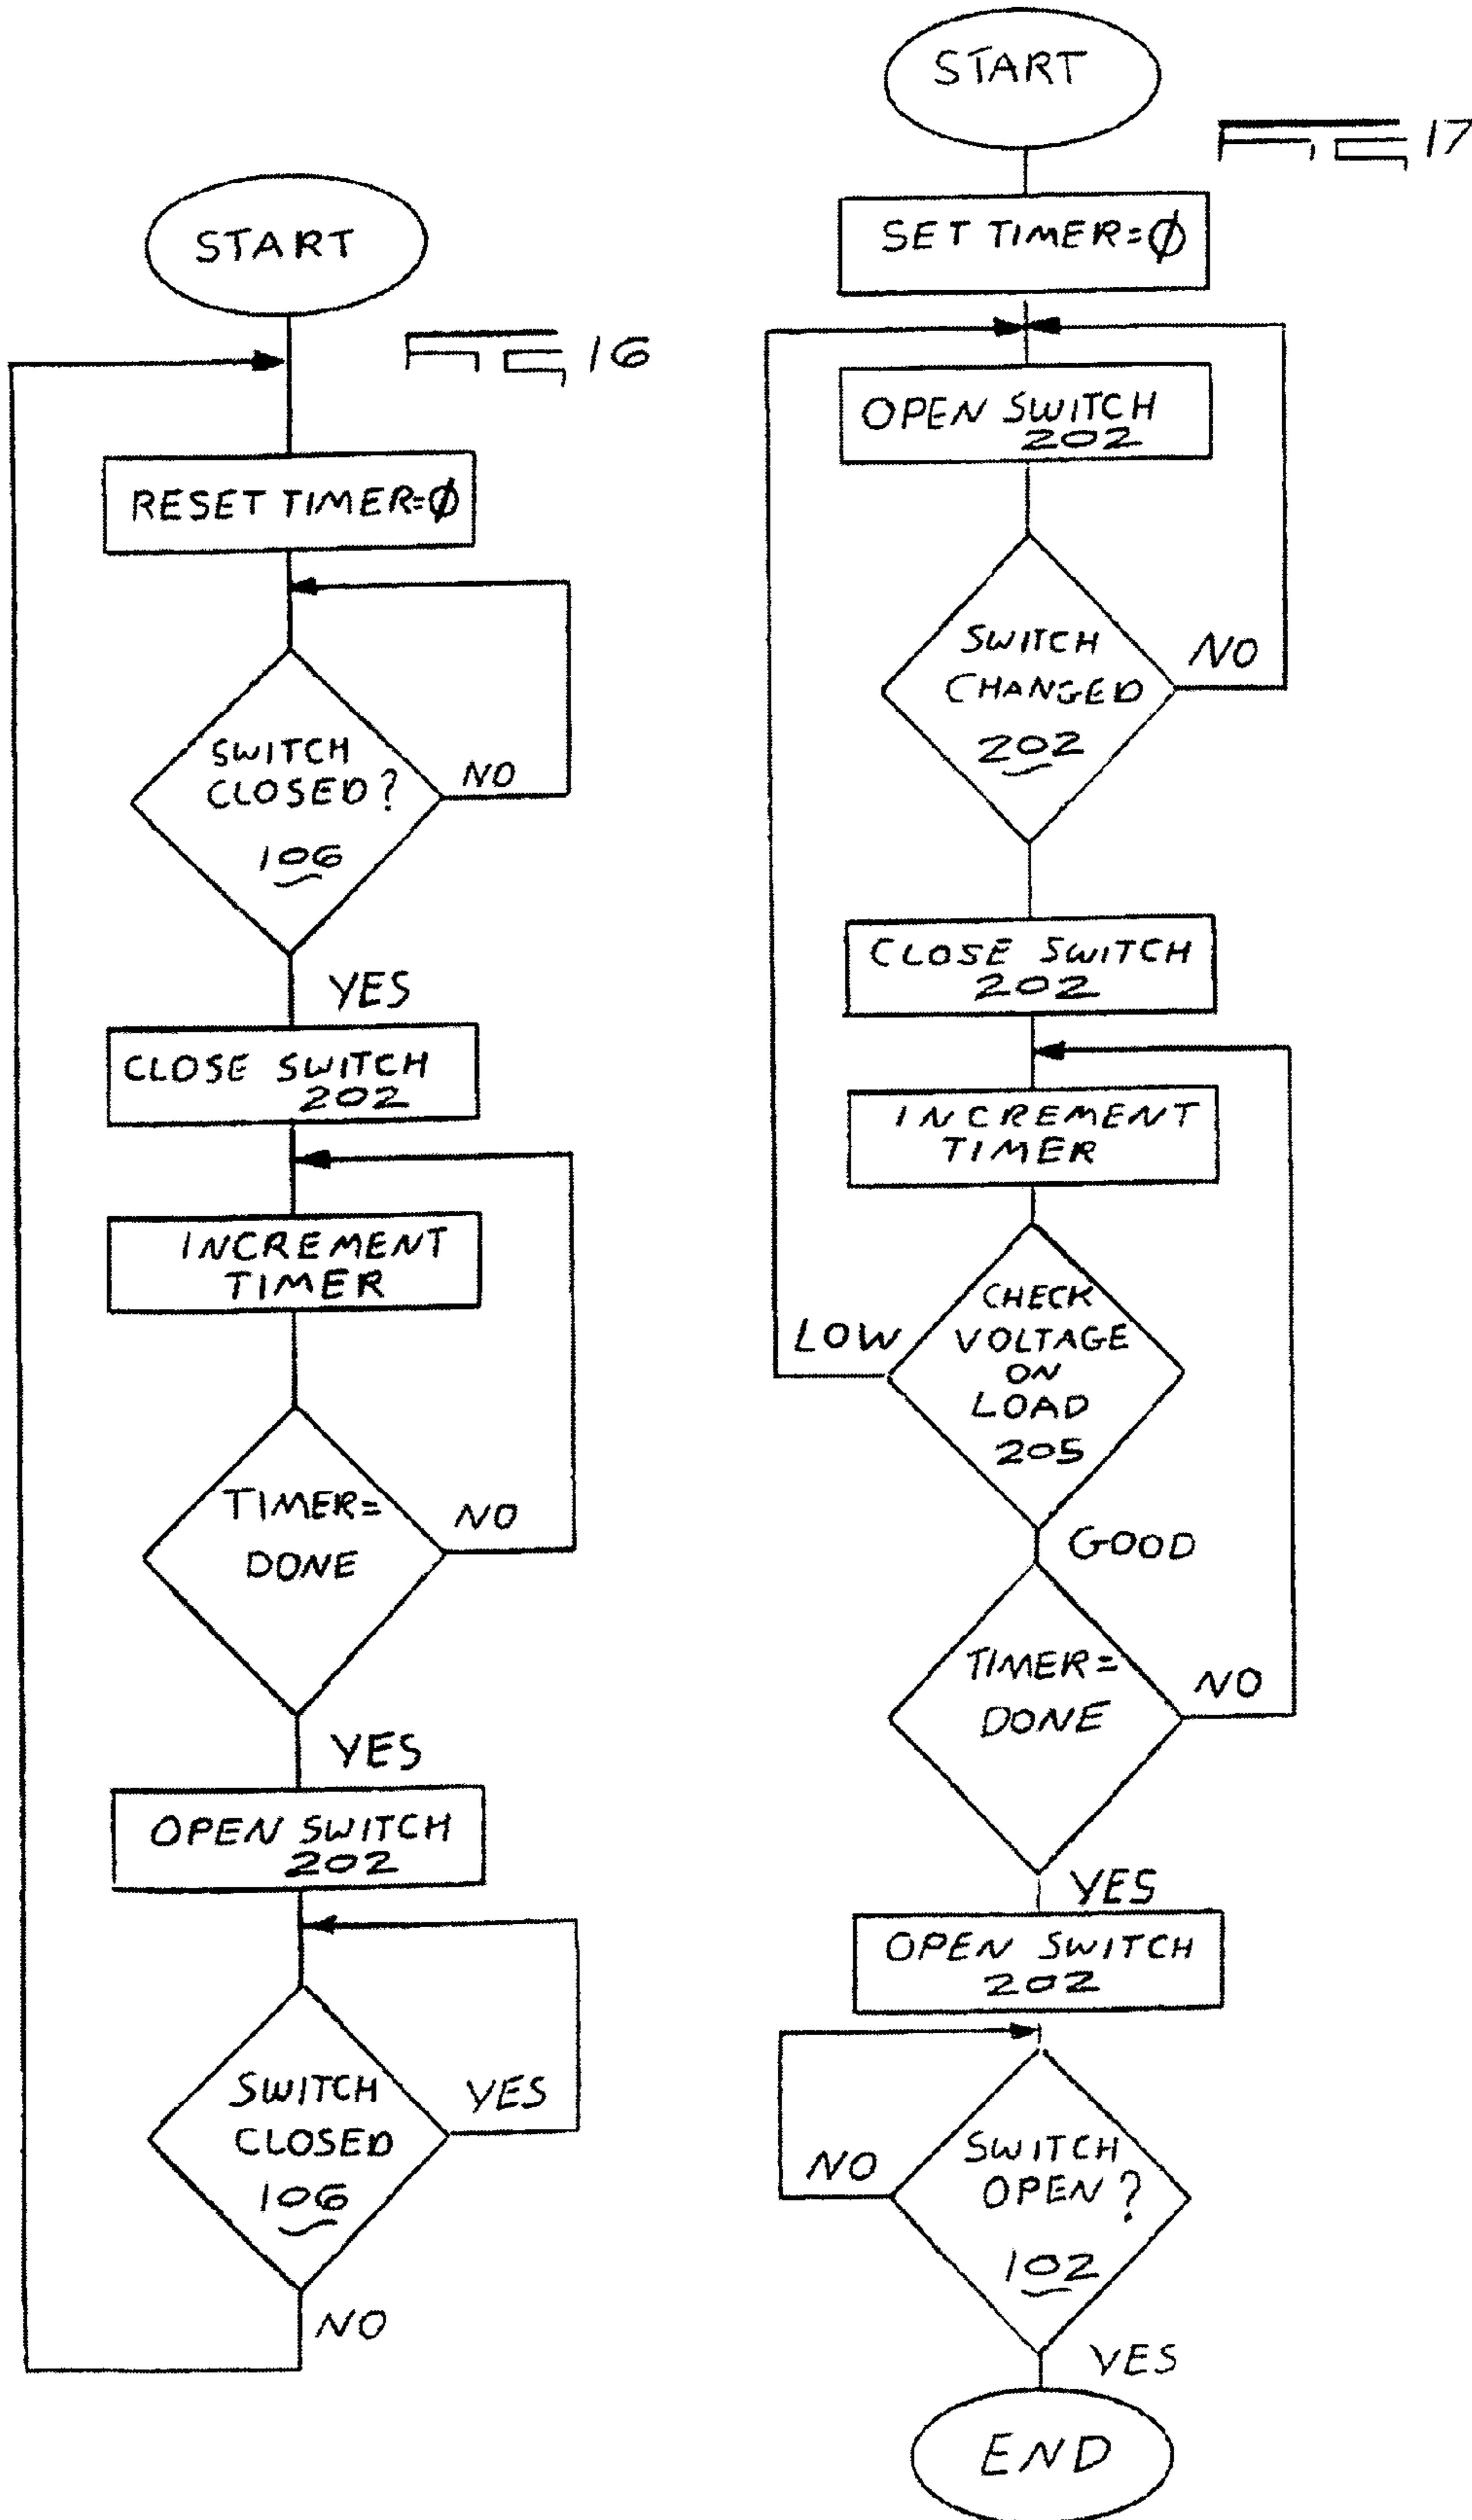 START
FIG 16
RESET TIMER=Ø
SWITCH
CLOSED?
106
NO
YES
CLOSE SWITCH
202
INCREMENT
TIMER
TIMER=
DONE
NO
YES
OPEN SWITCH
202
SWITCH
CLOSED
106
YES
NO
START
FIG 17
SET TIMER=Ø
OPEN SWITCH
202
SWITCH
CHANGED
202
NO
CLOSE SWITCH
202
INCREMENT
TIMER
CHECK
VOLTAGE
ON
LOAD
205
LOW
GOOD
TIMER=
DONE
NO
YES
OPEN SWITCH
202
SWITCH
OPEN?
102
NO
YES
END